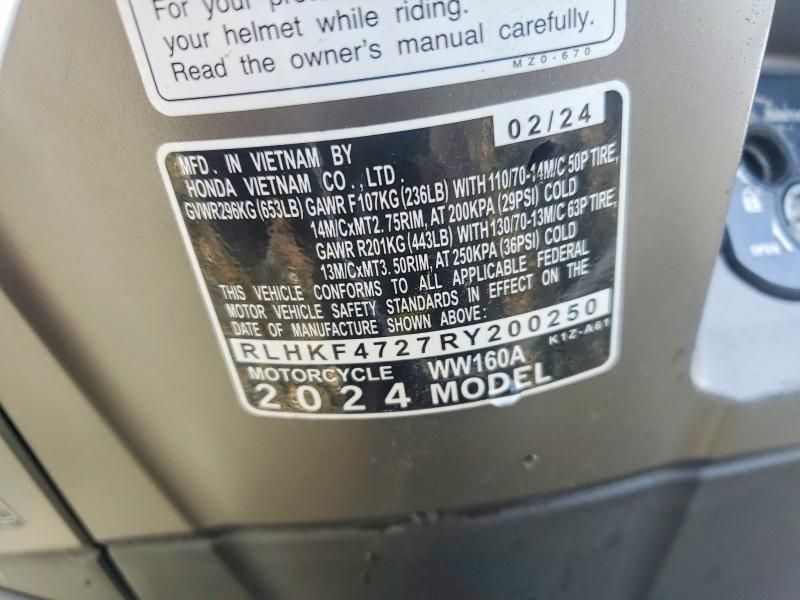 For your
your helmet while riding.
Read the owner's manual carefully.
MZ0-670
02/24
MFD. IN VIETNAM BY
HONDA VIETNAM CO.,LTD.
GVWR296KG(653LB) GAWR F107KG(236LB) WITH 110/70-14M/C 50P TIRE,
14M/CxMT2.75RIM, AT 200KPA(29PSI) COLD
GAWR R201KG(443LB) WITH 130/70-13M/C 63P TIRE,
13M/CxMT3.50RIM, AT 250KPA(36PSI) COLD
THIS VEHICLE CONFORMS TO ALL APPLICABLE FEDERAL
MOTOR VEHICLE SAFETY STANDARDS IN EFFECT ON THE
DATE OF MANUFACTURE SHOWN ABOVE:
RLHKF4727RY200250
K1Z-A61
MOTORCYCLE WW160A
2024 MODEL
OPEN